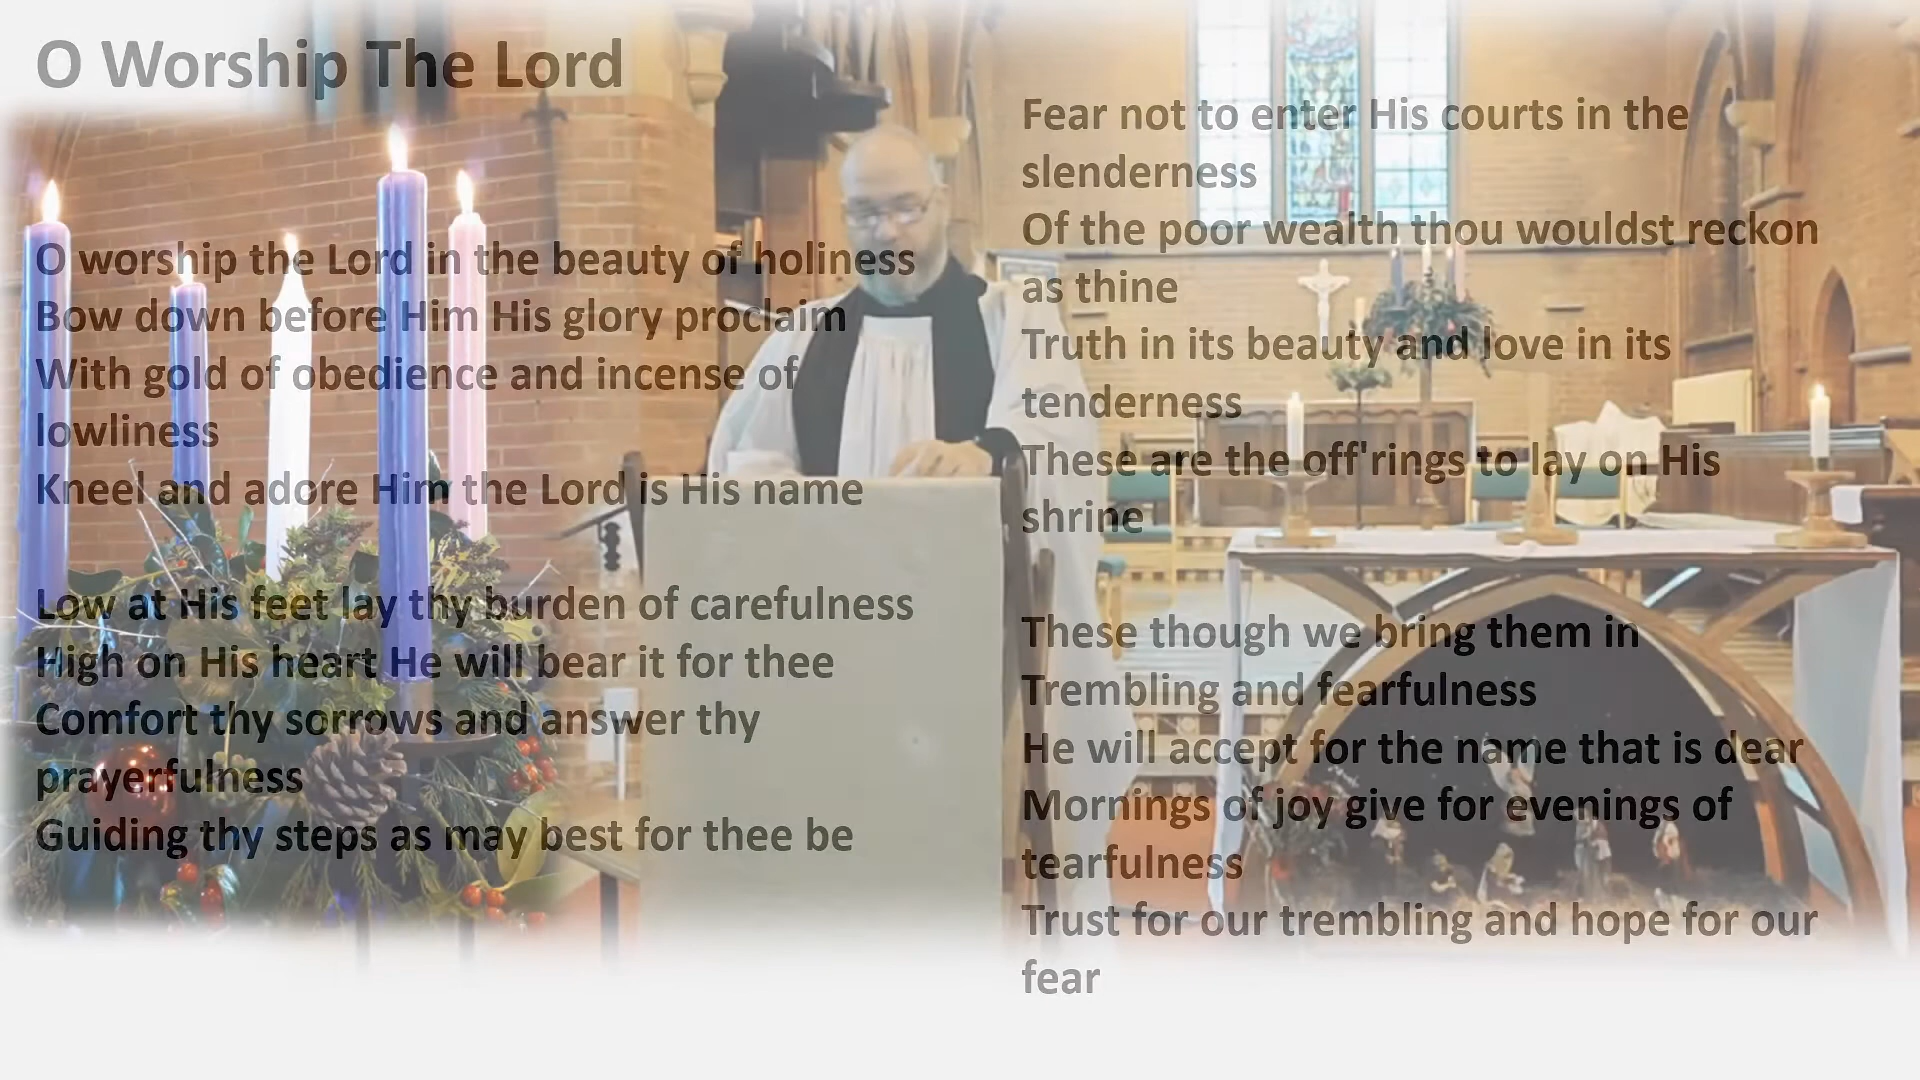 O Worship The Lord
O worship the Lord in the beauty of holiness
Bow down before Him His glory proclaim
With gold of obedience and incense of
lowliness
Kneel and adore Him the Lord is His name
Low at His feet lay thy burden of carefulness
High on His heart He will bear it for thee
Comfort thy sorrows and answer thy
prayerfulness
Guiding thy steps as may best for thee be
Fear not to enter His courts in the
slenderness
Of the poor wealth thou wouldst reckon
as thine
Truth in its beauty and love in its
tenderness
These are the off'rings to lay on His
shrine
These though we bring them in
Trembling and fearfulness
He will accept for the name that is dear
Mornings of joy give for evenings of
tearfulness
Trust for our trembling and hope for our
fear